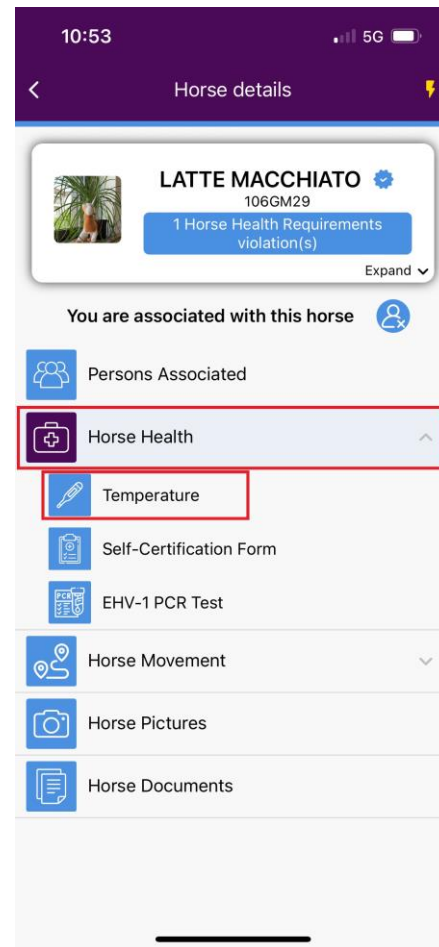 10:53
5G
Horse details
LATTE MACCHIATO
106GM29
1 Horse Health Requirements
violation(s)
Expand
You are associated with this horse
Persons Associated
Horse Health
Temperature
Self-Certification Form
PCR
EHV-1 PCR Test
Horse Movement
Horse Pictures
Horse Documents